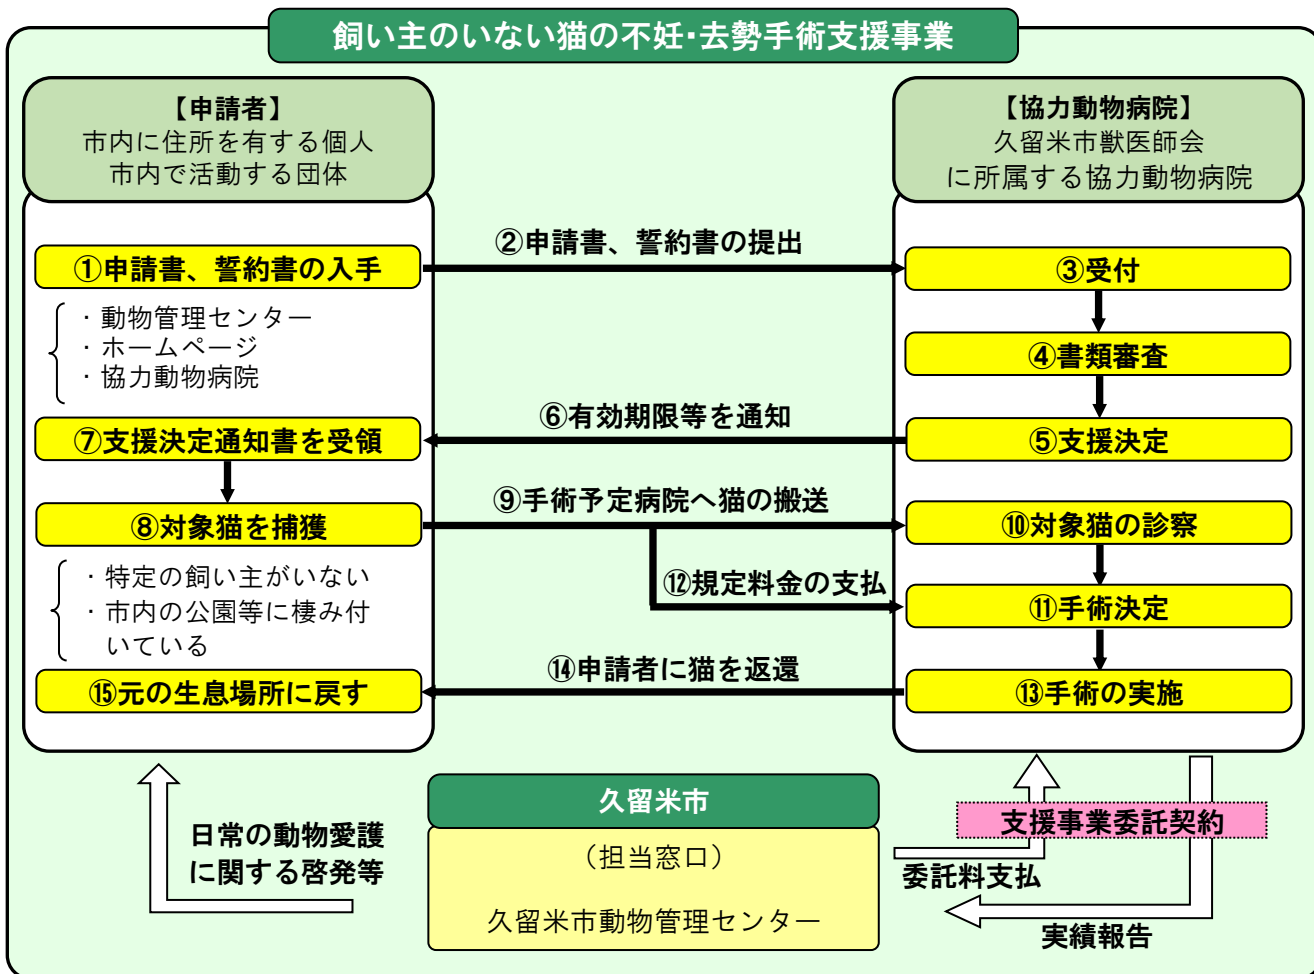 飼い主のいない猫の不妊・去勢手術支援事業
【申請者】
市内に住所を有する個人
市内で活動する団体
【協力動物病院】
久留米市獣医師会
に所属する協力動物病院
①申請書、誓約書の入手
②申請書、誓約書の提出
③受付
・動物管理センター
・ホームページ
・協力動物病院
④書類審査
⑥有効期限等を通知
⑦支援決定通知書を受領
⑤支援決定
⑨手術予定病院へ猫の搬送
⑧対象猫を捕獲
⑩対象猫の診察
・特定の飼い主がいない
・市内の公園等に棲み付
いている
⑫規定料金の支払
⑪手術決定
⑭申請者に猫を返還
⑮元の生息場所に戻す
⑬手術の実施
日常の動物愛護
に関する啓発等
久留米市
（担当窓口）
久留米市動物管理センター
支援事業委託契約
委託料支払
実績報告